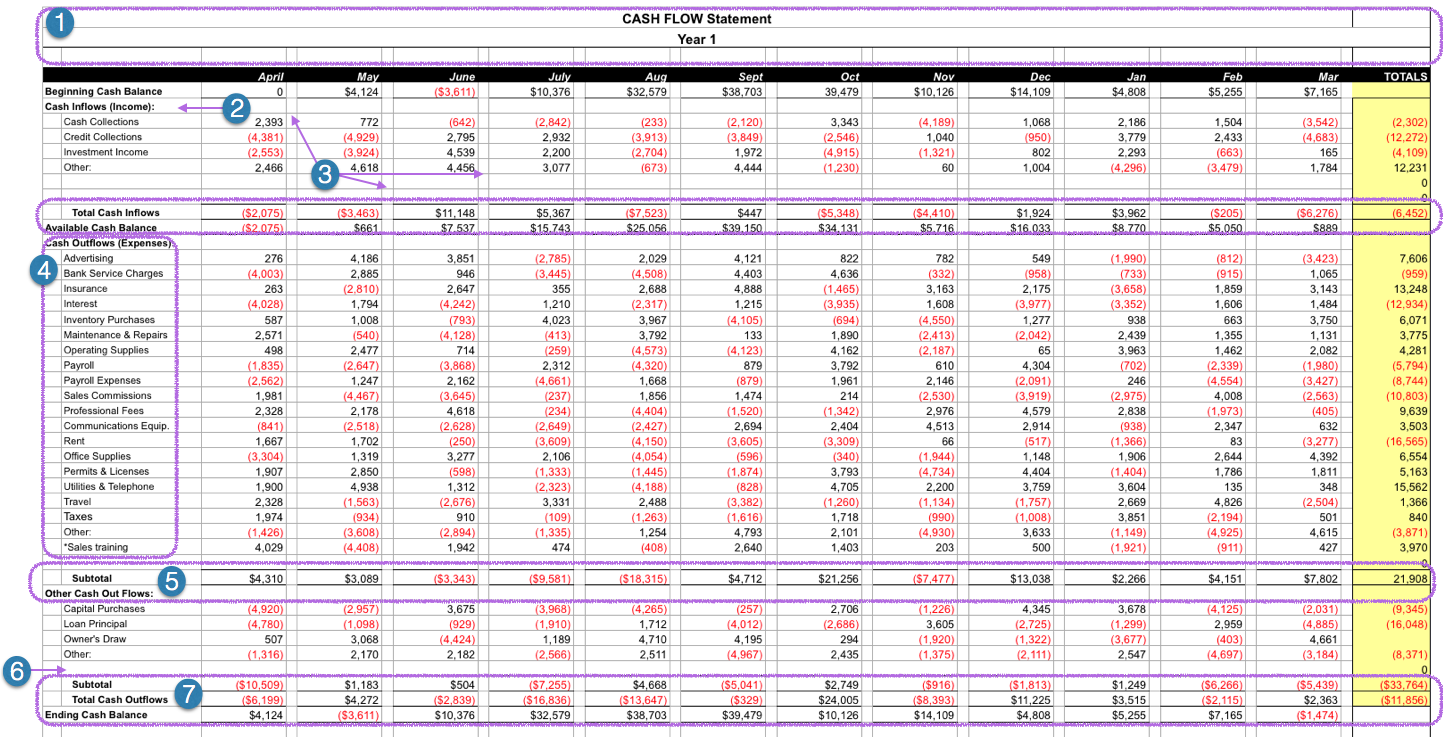 1
CASH FLOW Statement
Year 1
April May June July Aug Sept Oct Nov Dec Jan Feb Mar TOTALS
Beginning Cash Balance 0 $4,124 ($3,611) $10,376 $32,579 $38,703 39,479 $10,126 $14,109 $4,808 $5,255 $7,165
Cash Inflows (Income): 2
Cash Collections 2,393 772 (642) (2,842) (233) (2,120) 3,343 (4,189) 1,068 2,186 1,504 (3,542) (2,302)
Credit Collections (4,381) (4,929) 2,795 2,932 (3,913) (3,849) (2,546) 1,040 (950) 3,779 2,433 (4,683) (12,272)
Investment Income (2,553) (3,924) 4,539 2,200 (2,704) 1,972 (4,915) (1,321) 802 2,293 (663) 165 (4,109)
Other: 2,466 3 4,618 4,456 3,077 (673) 4,444 (1,230) 60 1,004 (4,296) (3,479) 1,784 12,231
0
0
Total Cash Inflows ($2,075) ($3,463) $11,148 $5,367 ($7,523) $447 ($5,348) ($4,410) $1,924 $3,962 ($205) ($6,276) (6,452)
Available Cash Balance ($2,075) $661 $7,537 $15,743 $25,056 $39,150 $34,131 $5,716 $16,033 $8,770 $5,050 $889
Cash Outflows (Expenses):
Advertising 276 4,186 3,851 (2,785) 2,029 4,121 822 782 549 (1,990) (812) (3,423) 7,606
4 Bank Service Charges (4,003) 2,885 946 (3,445) (4,508) 4,403 4,636 (332) (958) (733) (915) 1,065 (959)
Insurance 263 (2,810) 2,647 355 2,688 4,888 (1,465) 3,163 2,175 (3,658) 1,859 3,143 13,248
Interest (4,028) 1,794 (4,242) 1,210 (2,317) 1,215 (3,935) 1,608 (3,977) (3,352) 1,606 1,484 (12,934)
Inventory Purchases 587 1,008 (793) 4,023 3,967 (4,105) (694) (4,550) 1,277 938 663 3,750 6,071
Maintenance & Repairs 2,571 (540) (4,128) (413) 3,792 133 1,890 (2,413) (2,042) 2,439 1,355 1,131 3,775
Operating Supplies 498 2,477 714 (259) (4,573) (4,123) 4,162 (2,187) 65 3,963 1,462 2,082 4,281
Payroll (1,835) (2,647) (3,868) 2,312 (4,320) 879 3,792 610 4,304 (702) (2,339) (1,980) (5,794)
Payroll Expenses (2,562) 1,247 2,162 (4,661) 1,668 (879) 1,961 2,146 (2,091) 246 (4,554) (3,427) (8,744)
Sales Commissions 1,981 (4,467) (3,645) (237) 1,856 1,474 214 (2,530) (3,919) (2,975) 4,008 (2,563) (10,803)
Professional Fees 2,328 2,178 4,618 (234) (4,404) (1,520) (1,342) 2,976 4,579 2,838 (1,973) (405) 9,639
Communications Equip. (841) (2,518) (2,628) (2,649) (2,427) 2,694 2,404 4,513 2,914 (938) 2,347 632 3,503
Rent 1,667 1,702 (250) (3,609) (4,150) (3,605) (3,309) 66 (517) (1,366) 83 (3,277) (16,565)
Office Supplies (3,304) 1,319 3,277 2,106 (4,054) (596) (340) (1,944) 1,148 1,906 2,644 4,392 6,554
Permits & Licenses 1,907 2,850 (598) (1,333) (1,445) (1,874) 3,793 (4,734) 4,404 (1,404) 1,786 1,811 5,163
Utilities & Telephone 1,900 4,938 1,312 (2,323) (4,188) (828) 4,705 2,200 3,759 3,604 135 348 15,562
Travel 2,328 (1,563) (2,676) 3,331 2,488 (3,382) (1,260) (1,134) (1,757) 2,669 4,826 (2,504) 1,366
Taxes 1,974 (934) 910 (109) (1,263) (1,616) 1,718 (990) (1,008) 3,851 (2,194) 501 840
Other: (1,426) (3,608) (2,894) (1,335) 1,254 4,793 2,101 (4,930) 3,633 (1,149) (4,925) 4,615 (3,871)
*Sales training 4,029 (4,408) 1,942 474 (408) 2,640 1,403 203 500 (1,921) (911) 427 3,970
0
Subtotal 5 $4,310 $3,089 ($3,343) ($9,581) ($18,315) $4,712 $21,256 ($7,477) $13,038 $2,266 $4,151 $7,802 21,908
Other Cash Out Flows:
Capital Purchases (4,920) (2,957) 3,675 (3,968) (4,265) (257) 2,706 (1,226) 4,345 3,678 (4,125) (2,031) (9,345)
Loan Principal (4,780) (1,098) (929) (1,910) 1,712 (4,012) (2,686) 3,605 (2,725) (1,299) 2,959 (4,885) (16,048)
Owner's Draw 507 3,068 (4,424) 1,189 4,710 4,195 294 (1,920) (1,322) (3,677) (403) 4,661
Other: (1,316) 2,170 2,182 (2,566) 2,511 (4,967) 2,435 (1,375) (2,111) 2,547 (4,697) (3,184) (8,371)
6 0
Subtotal ($10,509) $1,183 $504 ($7,255) $4,668 ($5,041) $2,749 ($916) ($1,813) $1,249 ($6,266) ($5,439) ($33,764)
Total Cash Outflows 7 ($6,199) $4,272 ($2,839) ($16,836) ($13,647) ($329) $24,005 ($8,393) $11,225 $3,515 ($2,115) $2,363 ($11,856)
Ending Cash Balance $4,124 ($3,611) $10,376 $32,579 $38,703 $39,479 $10,126 $14,109 $4,808 $5,255 $7,165 ($1,474)